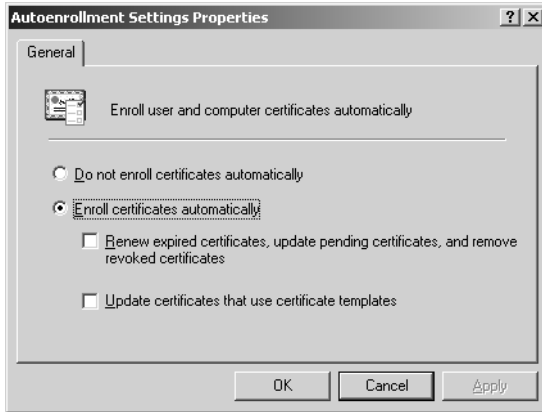 Autoenrollment Settings Properties
General
Enroll user and computer certificates automatically
Do not enroll certificates automatically
Enroll certificates automatically
Renew expired certificates, update pending certificates, and remove
revoked certificates
Update certificates that use certificate templates
OK Cancel Apply